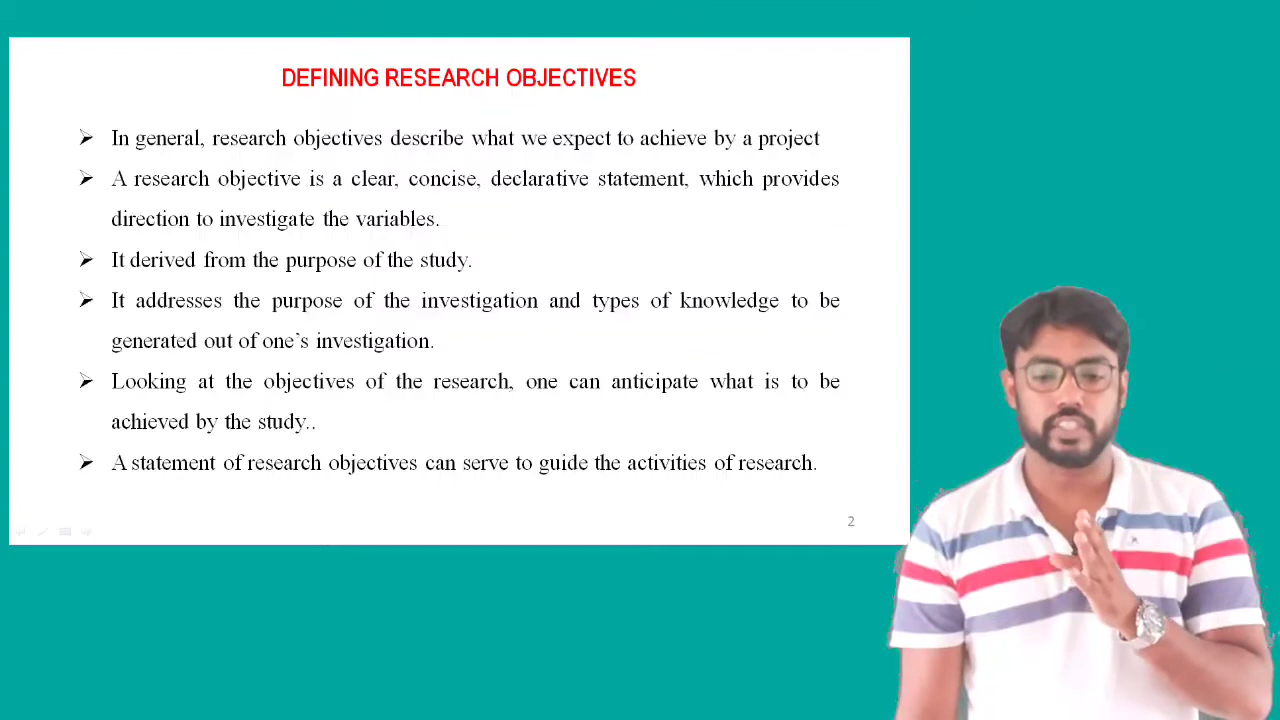 DEFINING RESEARCH OBJECTIVES
➢ In general, research objectives describe what we expect to achieve by a project
➢ A research objective is a clear, concise, declarative statement, which provides
direction to investigate the variables.
➢ It derived from the purpose of the study.
➢ It addresses the purpose of the investigation and types of knowledge to be
generated out of one’s investigation.
➢ Looking at the objectives of the research, one can anticipate what is to be
achieved by the study..
➢ A statement of research objectives can serve to guide the activities of research.
2